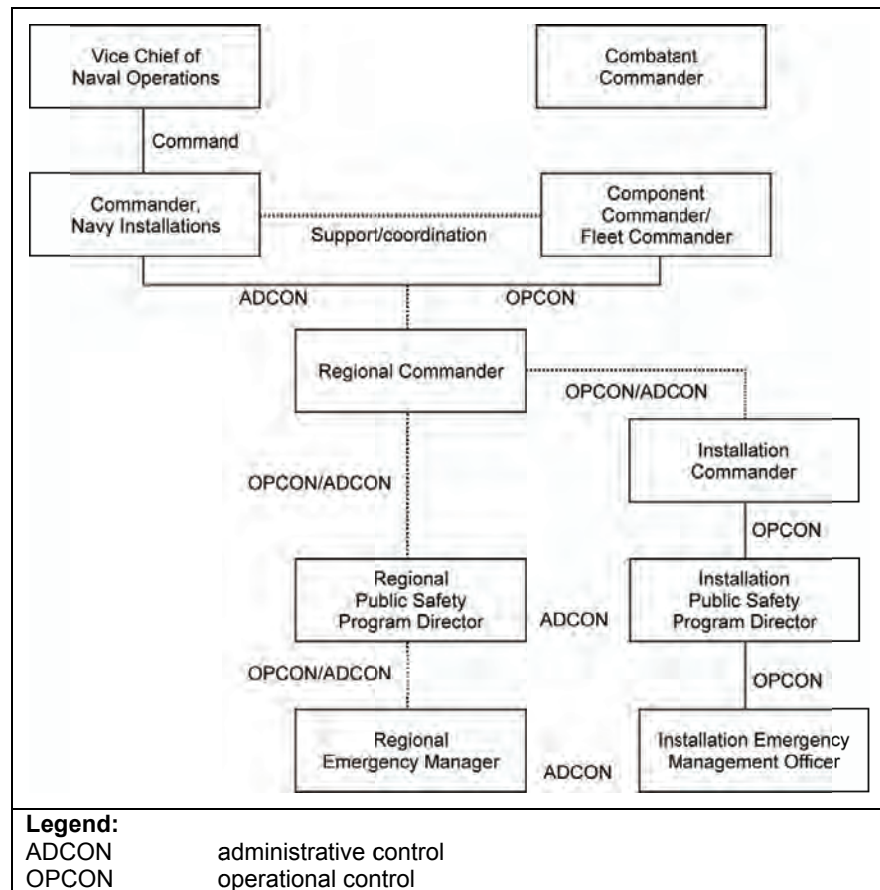 Vice Chief of
Naval Operations
Combatant
Commander
Command
Commander,
Navy Installations
Support/coordination
Component
Commander/
Fleet Commander
ADCON
OPCON
Regional Commander
OPCON/ADCON
Installation
Commander
OPCON/ADCON
OPCON
Regional
Public Safety
Program Director
ADCON
Installation
Public Safety
Program Director
OPCON/ADCON
OPCON
Regional
Emergency Manager
ADCON
Installation Emergency
Management Officer
Legend:
ADCON administrative control
OPCON operational control